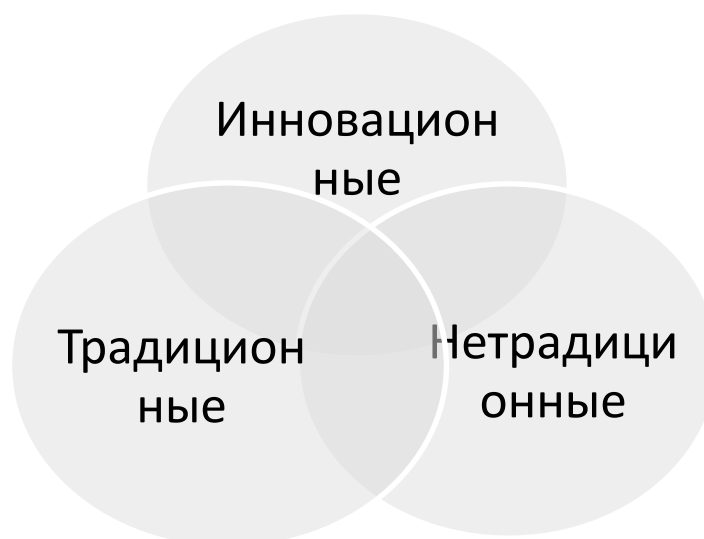 Инновацион
ные
Традицион
ные
Нетрадици
онные